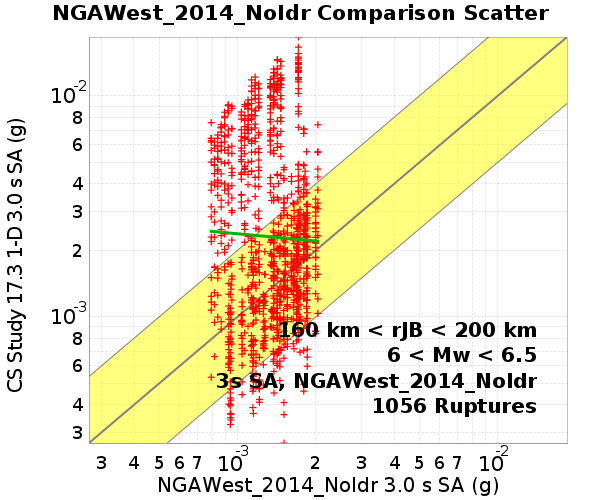 NGAWest_2014_NoIdr Comparison Scatter
CS Study 17.3 1-D 3.0 s SA (g)
10-2
8
6
4
3
2
10-3
8
6
4
3
160 km < rJB < 200 km
6 < Mw < 6.5
3s SA, NGAWest_2014_NoIdr
1056 Ruptures
3 4 5 6 7 10-3 2 3 4 5 6 7 10-2
NGAWest_2014_NoIdr 3.0 s SA (g)